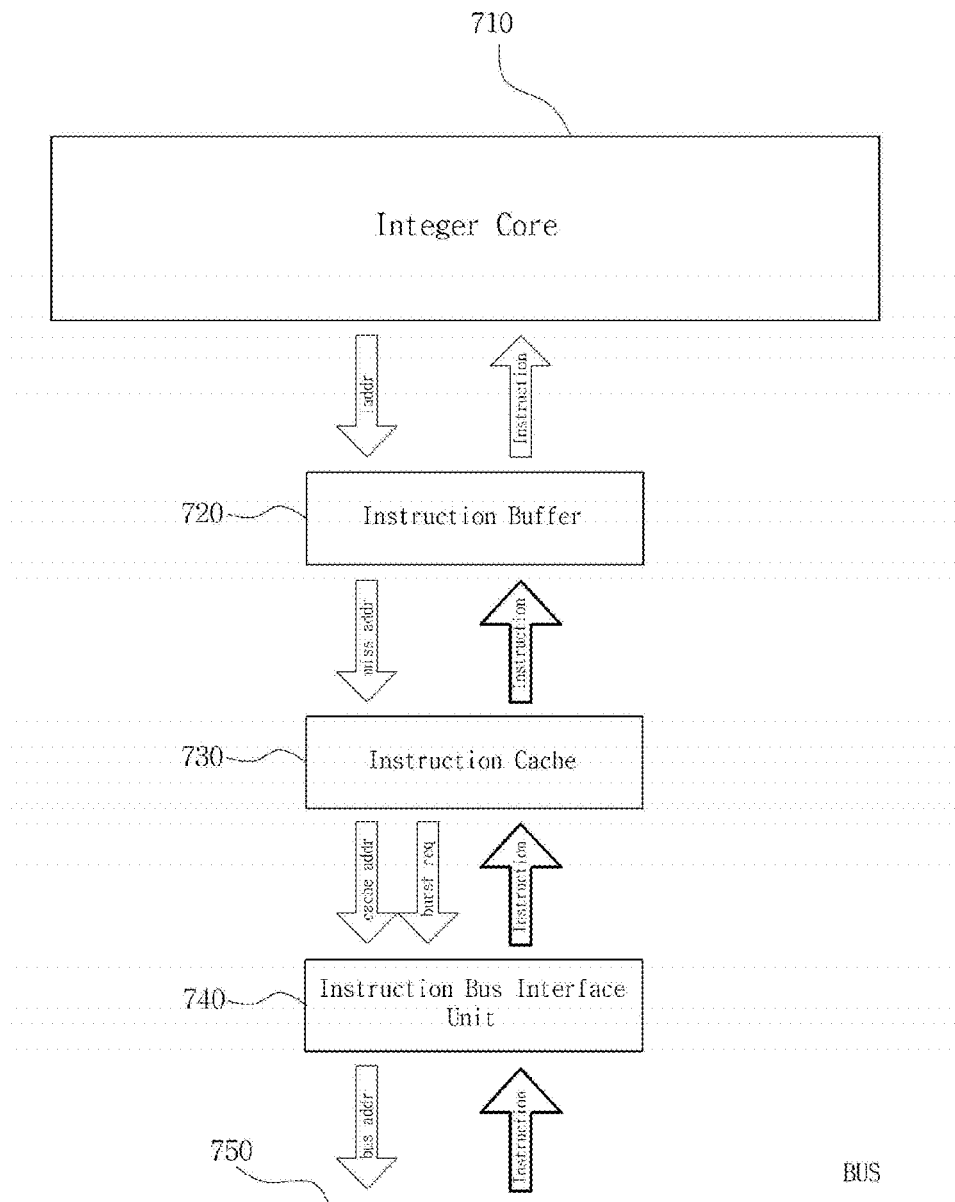 710
Integer Core
iaddr
Instruction
720
Instruction Buffer
miss addr
Instruction
730
Instruction Cache
cache addr
burst req
Instruction
740
Instruction Bus Interface
Unit
bus addr
Instruction
750
BUS